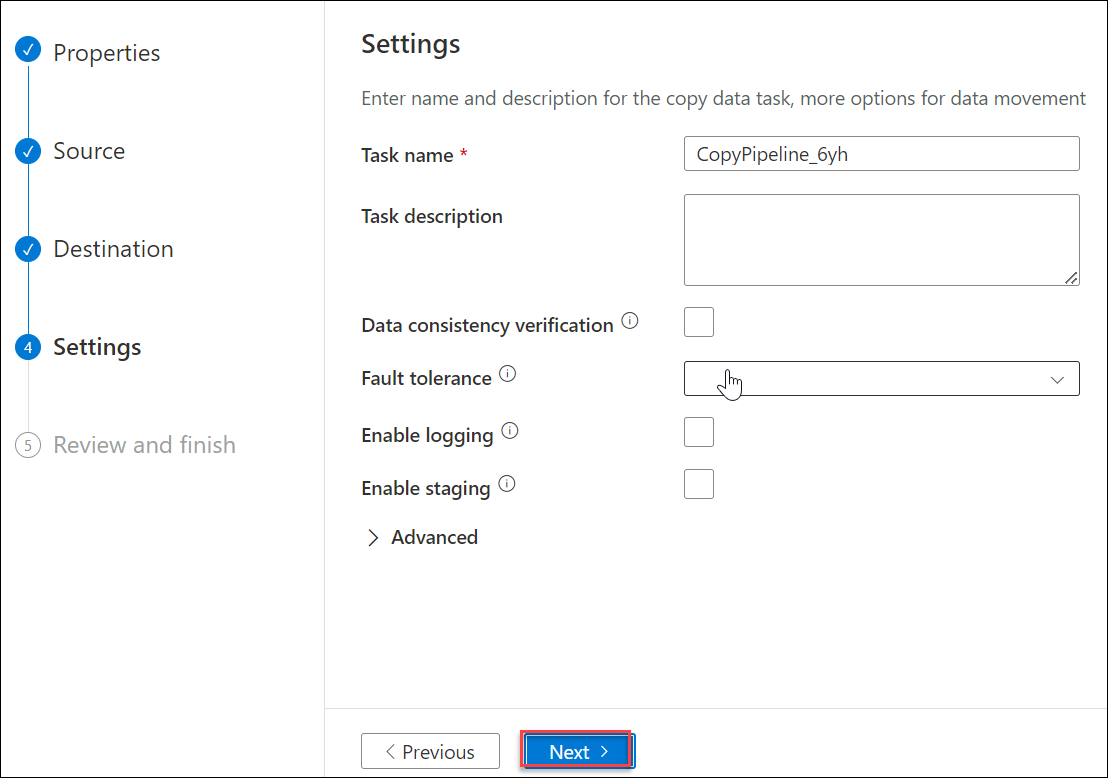 Properties
Source
Destination
4 Settings
5 Review and finish
Settings
Enter name and description for the copy data task, more options for data movement
Task name * CopyPipeline_6yh
Task description
Data consistency verification
Fault tolerance
Enable logging
Enable staging
Advanced
Previous Next